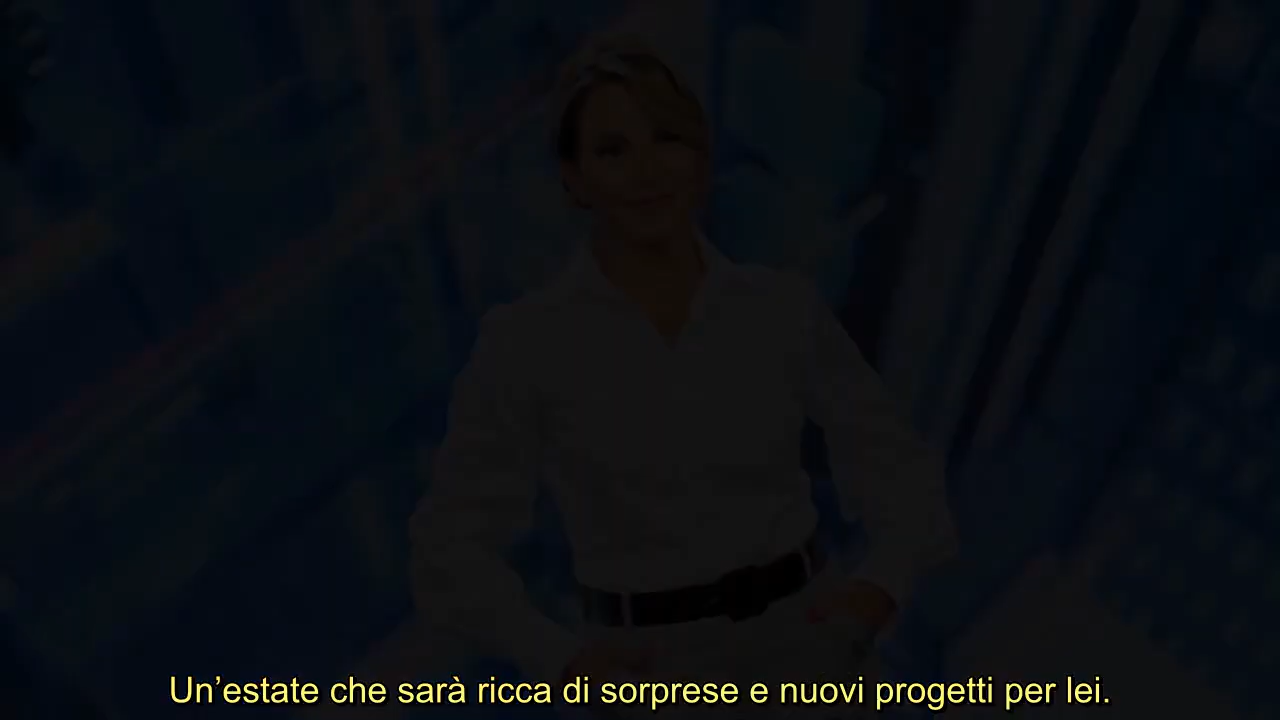 Un’estate che sarà ricca di sorprese e nuovi progetti per lei.